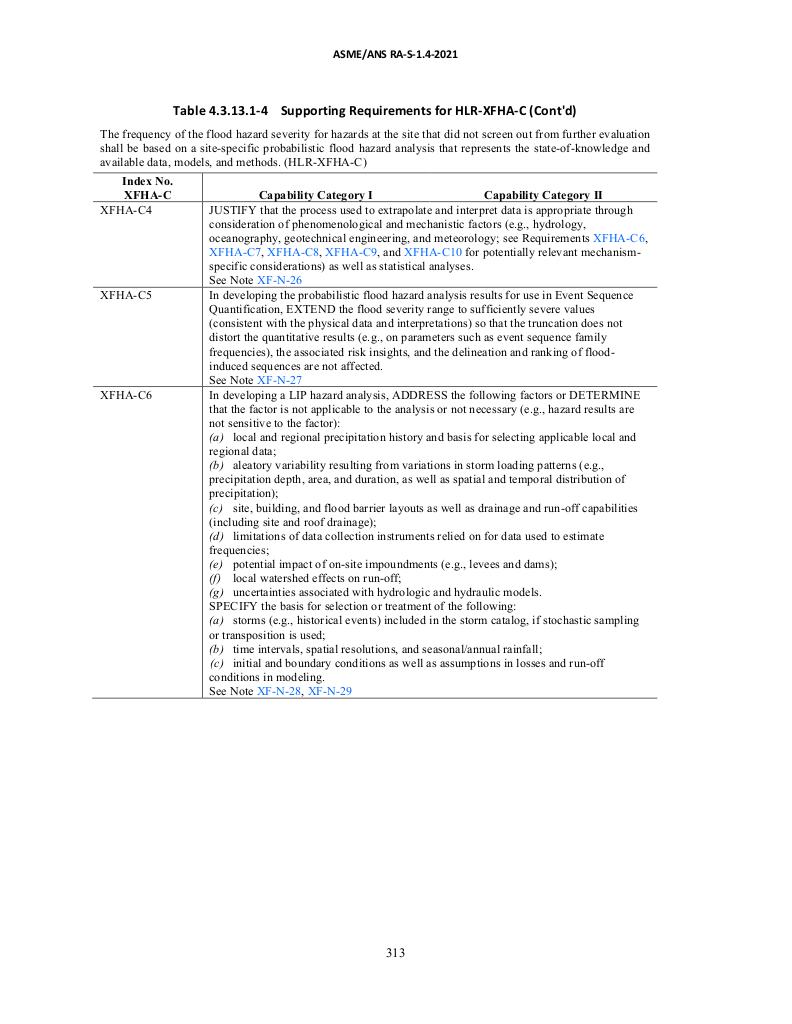 ASME/ANS RA-S-1.4-2021
Table 4.3.13.1-4 Supporting Requirements for HLR-XFHA-C (Cont'd)
The frequency of the flood hazard severity for hazards at the site that did not screen out from further evaluation
shall be based on a site-specific probabilistic flood hazard analysis that represents the state-of-knowledge and
available data, models, and methods. (HLR-XFHA-C)
Index No.
XFHA-C
Capability Category I Capability Category II
XFHA-C4
JUSTIFY that the process used to extrapolate and interpret data is appropriate through
consideration of phenomenological and mechanistic factors (e.g., hydrology,
oceanography, geotechnical engineering, and meteorology; see Requirements XFHA-C6,
XFHA-C7, XFHA-C8, XFHA-C9, and XFHA-C10 for potentially relevant mechanism-
specific considerations) as well as statistical analyses.
See Note XF-N-26
XFHA-C5
In developing the probabilistic flood hazard analysis results for use in Event Sequence
Quantification, EXTEND the flood severity range to sufficiently severe values
(consistent with the physical data and interpretations) so that the truncation does not
distort the quantitative results (e.g., on parameters such as event sequence family
frequencies), the associated risk insights, and the delineation and ranking of flood-
induced sequences are not affected.
See Note XF-N-27
XFHA-C6
In developing a LIP hazard analysis, ADDRESS the following factors or DETERMINE
that the factor is not applicable to the analysis or not necessary (e.g., hazard results are
not sensitive to the factor):
(a) local and regional precipitation history and basis for selecting applicable local and
regional data;
(b) aleatory variability resulting from variations in storm loading patterns (e.g.,
precipitation depth, area, and duration, as well as spatial and temporal distribution of
precipitation);
(c) site, building, and flood barrier layouts as well as drainage and run-off capabilities
(including site and roof drainage);
(d) limitations of data collection instruments relied on for data used to estimate
frequencies;
(e) potential impact of on-site impoundments (e.g., levees and dams);
(f) local watershed effects on run-off;
(g) uncertainties associated with hydrologic and hydraulic models.
SPECIFY the basis for selection or treatment of the following:
(a) storms (e.g., historical events) included in the storm catalog, if stochastic sampling
or transposition is used;
(b) time intervals, spatial resolutions, and seasonal/annual rainfall;
(c) initial and boundary conditions as well as assumptions in losses and run-off
conditions in modeling.
See Note XF-N-28, XF-N-29
313